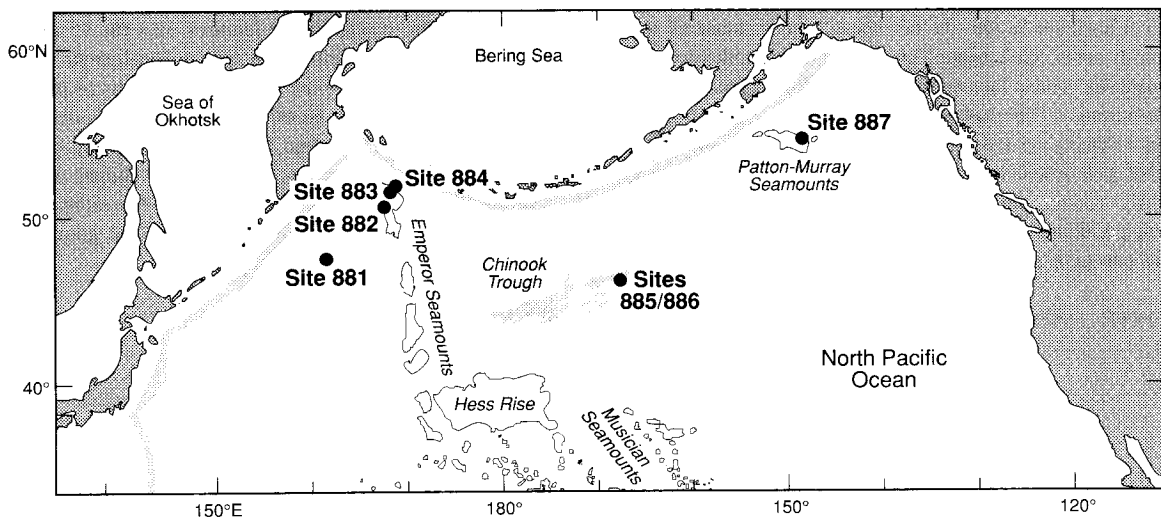 60°N
Bering Sea
Sea of
Okhotsk
Site 887
Patton-Murray
Seamounts
Site 884
Site 883
50°
Site 882
Emperor Seamounts
Site 881
Chinook
Trough
Sites
885/886
North Pacific
Ocean
40°
Hess Rise
Musician
Seamounts
150°E
180°
150°
120°